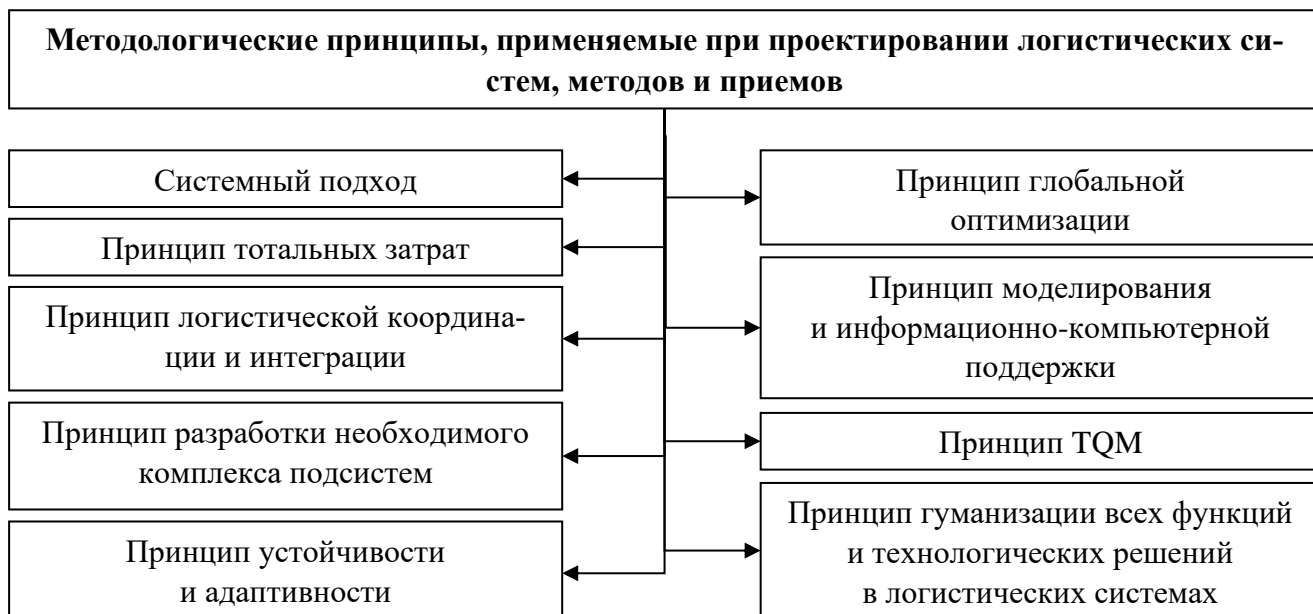 Методологические принципы, применяемые при проектировании логистических си-
стем, методов и приемов
Системный подход
Принцип тотальных затрат
Принцип логистической координа-
ции и интеграции
Принцип разработки необходимого
комплекса подсистем
Принцип устойчивости
и адаптивности
Принцип глобальной
оптимизации
Принцип моделирования
и информационно-компьютерной
поддержки
Принцип TQM
Принцип гуманизации всех функций
и технологических решений
в логистических системах